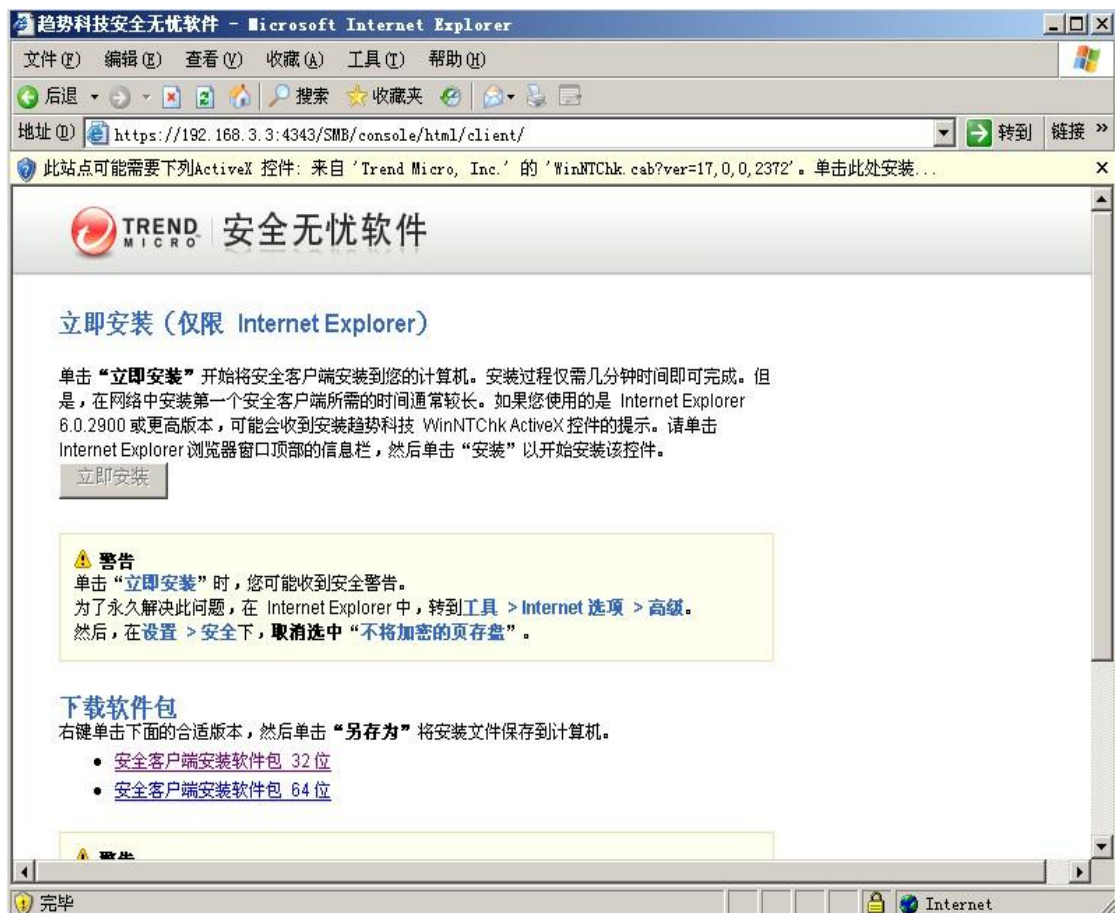 趋势科技安全无忧软件 - Microsoft Internet Explorer
文件(F) 编辑(E) 查看(V) 收藏(A) 工具(T) 帮助(H)
后退 搜索 收藏夹
地址(D) https://192.168.3.3:4343/SMB/console/html/client/ 转到 链接 »
此站点可能需要下列ActiveX 控件: 来自 'Trend Micro, Inc.' 的 'WinNTChk.cab?ver=17,0,0,2372'。单击此处安装...
TREND MICRO 安全无忧软件
立即安装（仅限 Internet Explorer）
单击“立即安装”开始将安全客户端安装到您的计算机。安装过程仅需几分钟时间即可完成。但
是，在网络中安装第一个安全客户端所需的时间通常较长。如果您使用的是 Internet Explorer
6.0.2900 或更高版本，可能会收到安装趋势科技 WinNTChk ActiveX 控件的提示。请单击
Internet Explorer 浏览器窗口顶部的信息栏，然后单击“安装”以开始安装该控件。
立即安装
警告
单击“立即安装”时，您可能收到安全警告。
为了永久解决此问题，在 Internet Explorer 中，转到工具 > Internet 选项 > 高级。
然后，在设置 > 安全下，取消选中“不将加密的页存盘”。
下载软件包
右键单击下面的合适版本，然后单击“另存为”将安装文件保存到计算机。
• 安全客户端安装软件包 32 位
• 安全客户端安装软件包 64 位
警告
完毕 Internet